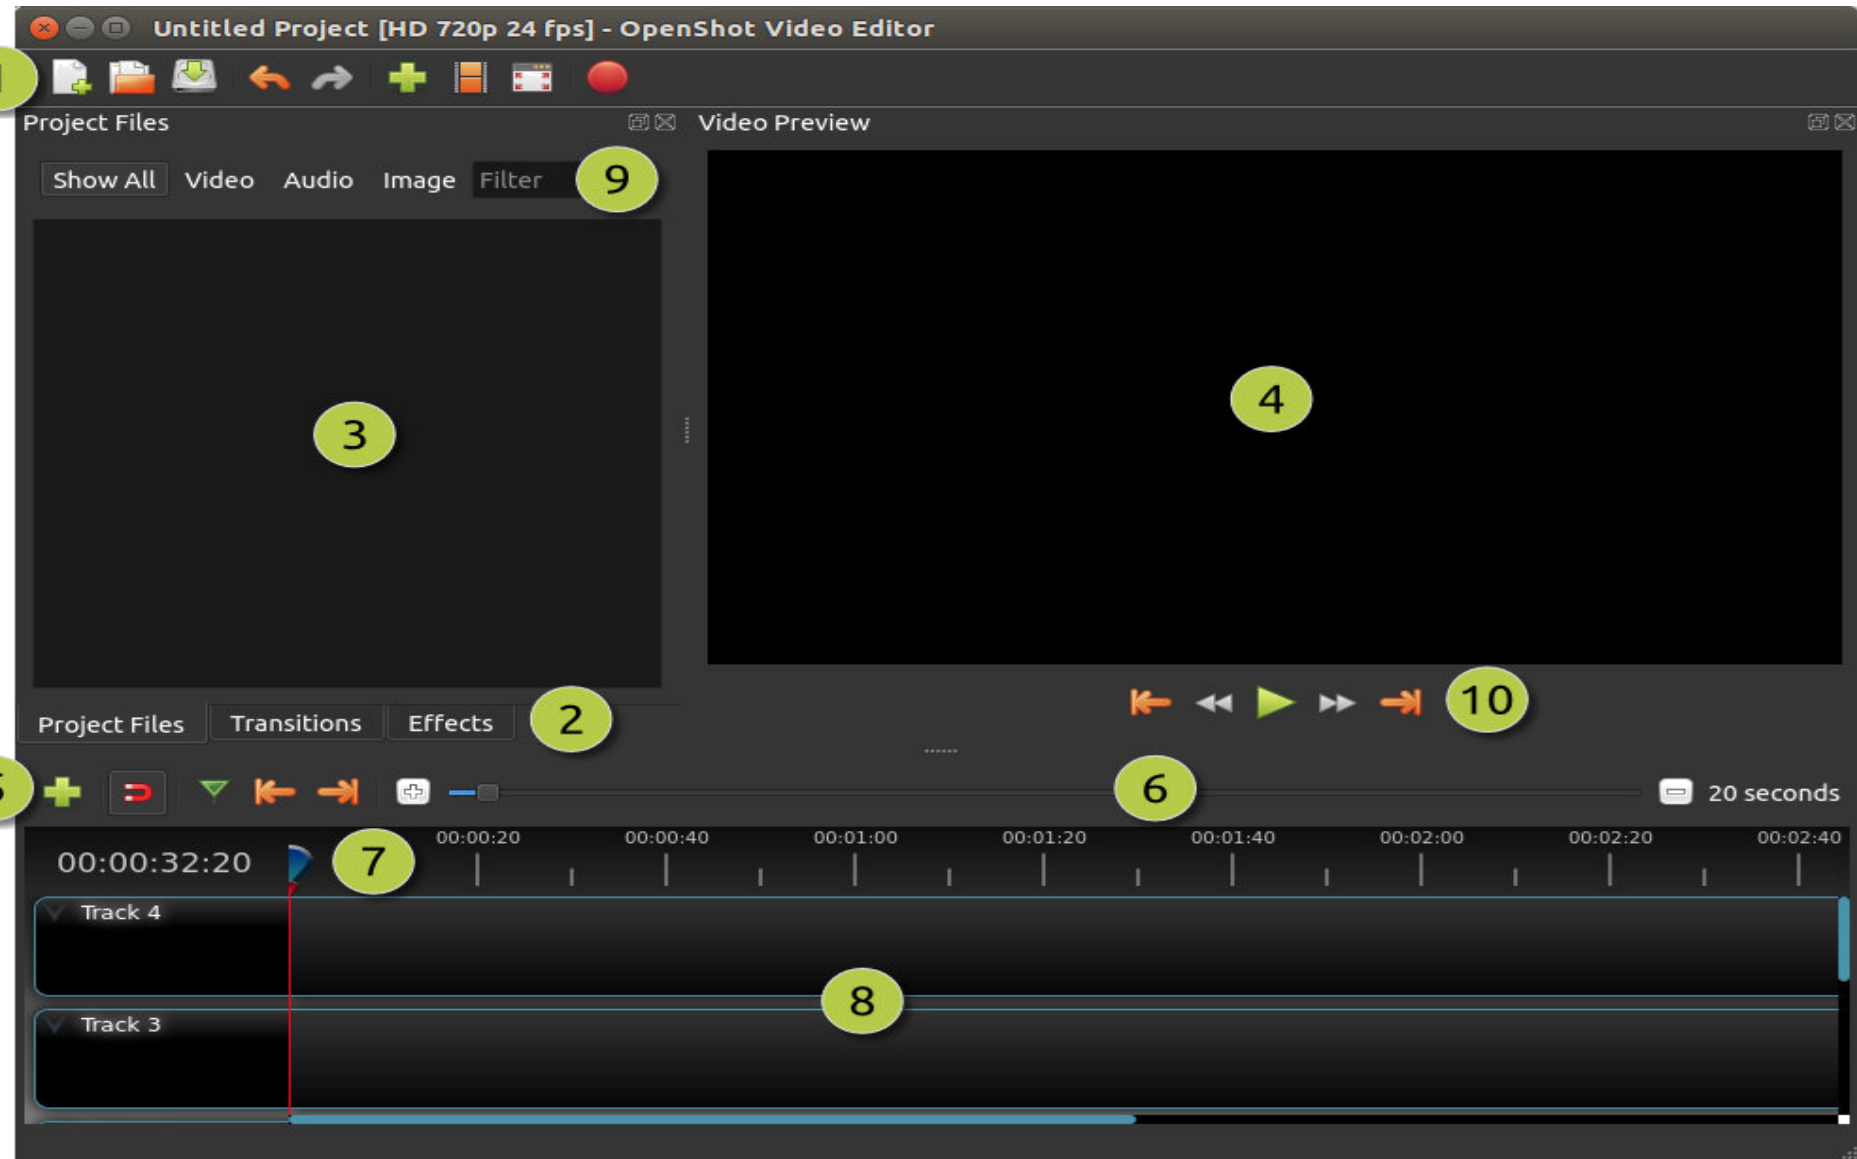 Untitled Project [HD 720p 24 fps] - OpenShot Video Editor
1
Project Files
Video Preview
Show All Video Audio Image Filter 9
3
4
Project Files Transitions Effects 2
10
5
6
20 seconds
00:00:32:20
7
00:00:20 00:00:40 00:01:00 00:01:20 00:01:40 00:02:00 00:02:20 00:02:40
Track 4
8
Track 3